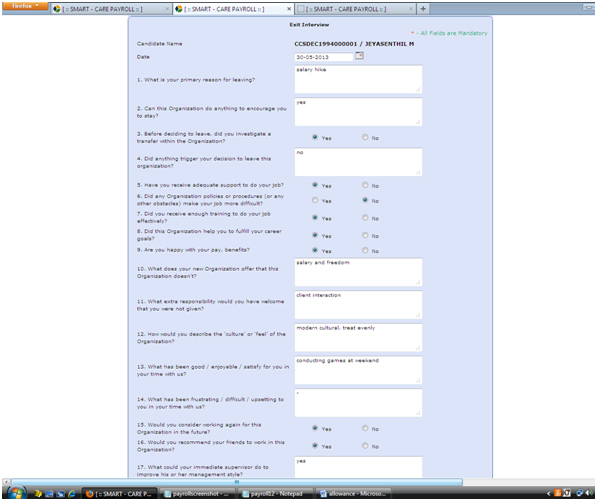 firefox
[ :: SMART - CARE PAYROLL :: ] × [ :: SMART - CARE PAYROLL :: ] × [ :: SMART - CARE PAYROLL :: ] × +
Exit Interview
* - All Fields are Mandatory
Candidate Name CCSDEC1994000001 / JEYASENTHIL M
Date 30-05-2013
1. What is your primary reason for leaving? salary hike
2. Can this Organization do anything to encourage you yes
to stay?
3. Before deciding to leave, did you investigate a
transfer within the Organization? Yes No
4. Did anything trigger your decision to leave this no
organization?
5. Have you receive adequate support to do your job? Yes No
6. Did any Organization policies or procedures (or any
other obstacles) make your job more difficult? Yes No
7. Did you receive enough training to do your job
effectively? Yes No
8. Did this Organization help you to fulfill your career
goals? Yes No
9. Are you happy with your pay, benefits? Yes No
10. What does your new Organization offer that this salary and freedom
Organization doesn't?
11. What extra responsibility would you have welcome client interaction
that you were not given?
12. How would you describe the 'culture' or 'feel' of the modern cultural, treat evenly
Organization?
13. What has been good / enjoyable / satisfy for you in conducting games at weekend
your time with us?
14. What has been frustrating / difficult / upsetting to
you in your time with us?
15. Would you consider working again for this
Organization in the future? Yes No
16. Would you recommend your friends to work in this
Organization? Yes No
17. What could your immediate supervisor do to yes
improve his or her management style?
[ :: SMART - CARE P... payrollscreenshot - ... payroll12 - Notepad allowance - Microso...